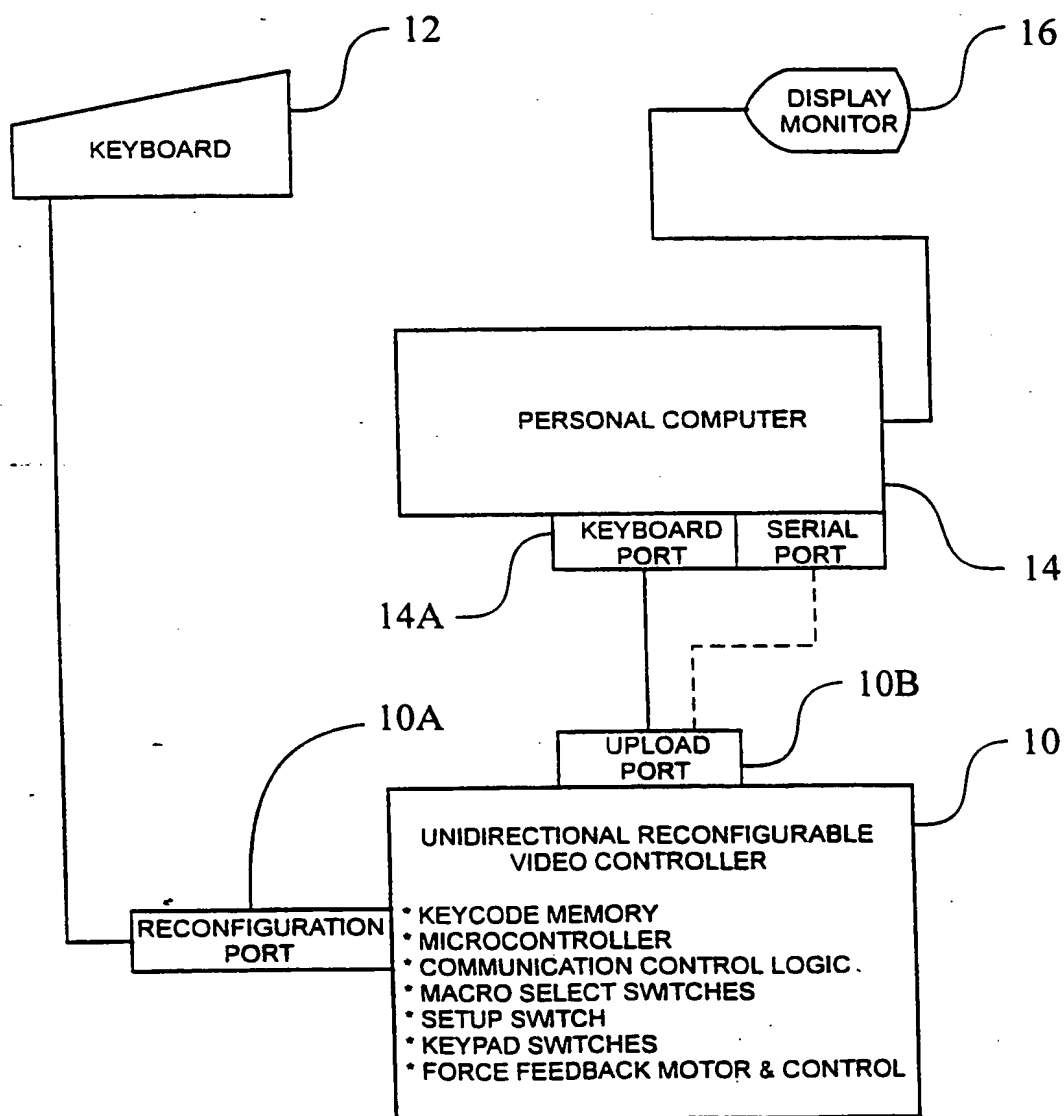 12
16
KEYBOARD
DISPLAY
MONITOR
PERSONAL COMPUTER
KEYBOARD
PORT
SERIAL
PORT
14
14A
10B
10A
10
UPLOAD
PORT
UNIDIRECTIONAL RECONFIGURABLE
VIDEO CONTROLLER
RECONFIGURATION
PORT
* KEYCODE MEMORY
* MICROCONTROLLER
* COMMUNICATION CONTROL LOGIC.
* MACRO SELECT SWITCHES
* SETUP SWITCH
* KEYPAD SWITCHES
* FORCE FEEDBACK MOTOR & CONTROL